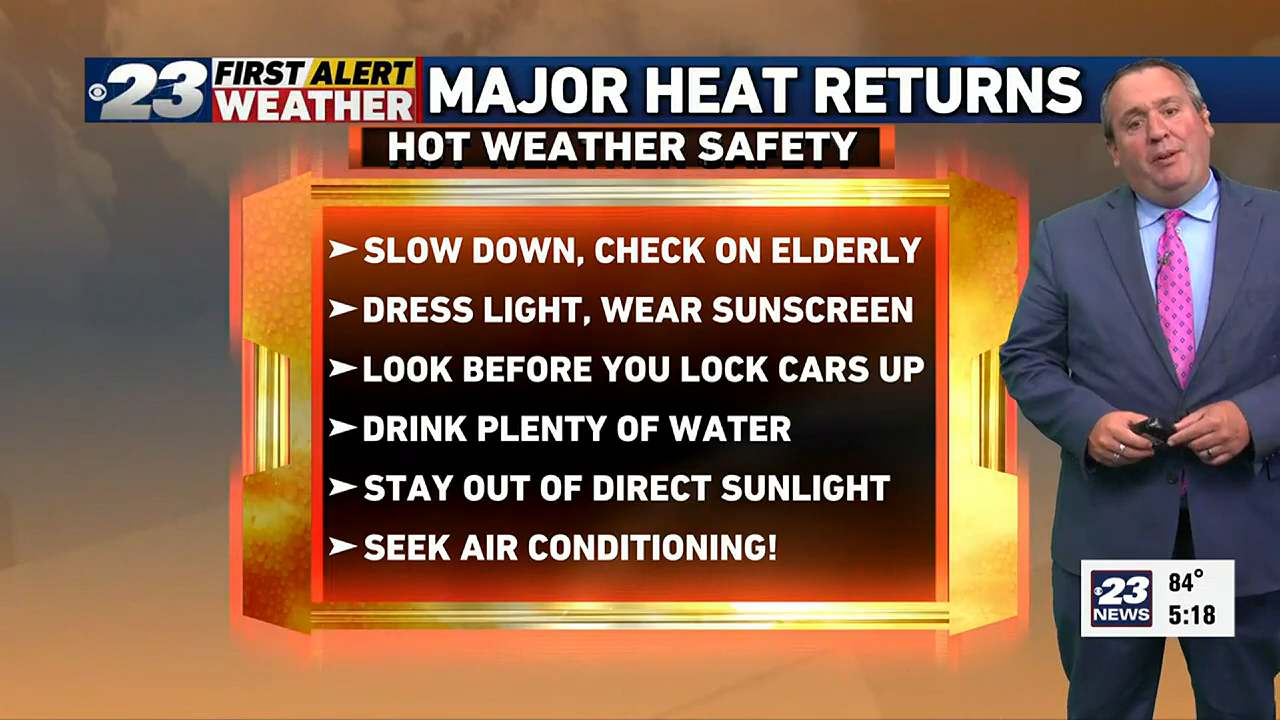 23 FIRST ALERT WEATHER
MAJOR HEAT RETURNS
HOT WEATHER SAFETY
➤ SLOW DOWN, CHECK ON ELDERLY
➤ DRESS LIGHT, WEAR SUNSCREEN
➤ LOOK BEFORE YOU LOCK CARS UP
➤ DRINK PLENTY OF WATER
➤ STAY OUT OF DIRECT SUNLIGHT
➤ SEEK AIR CONDITIONING!
23 NEWS
84°
5:18